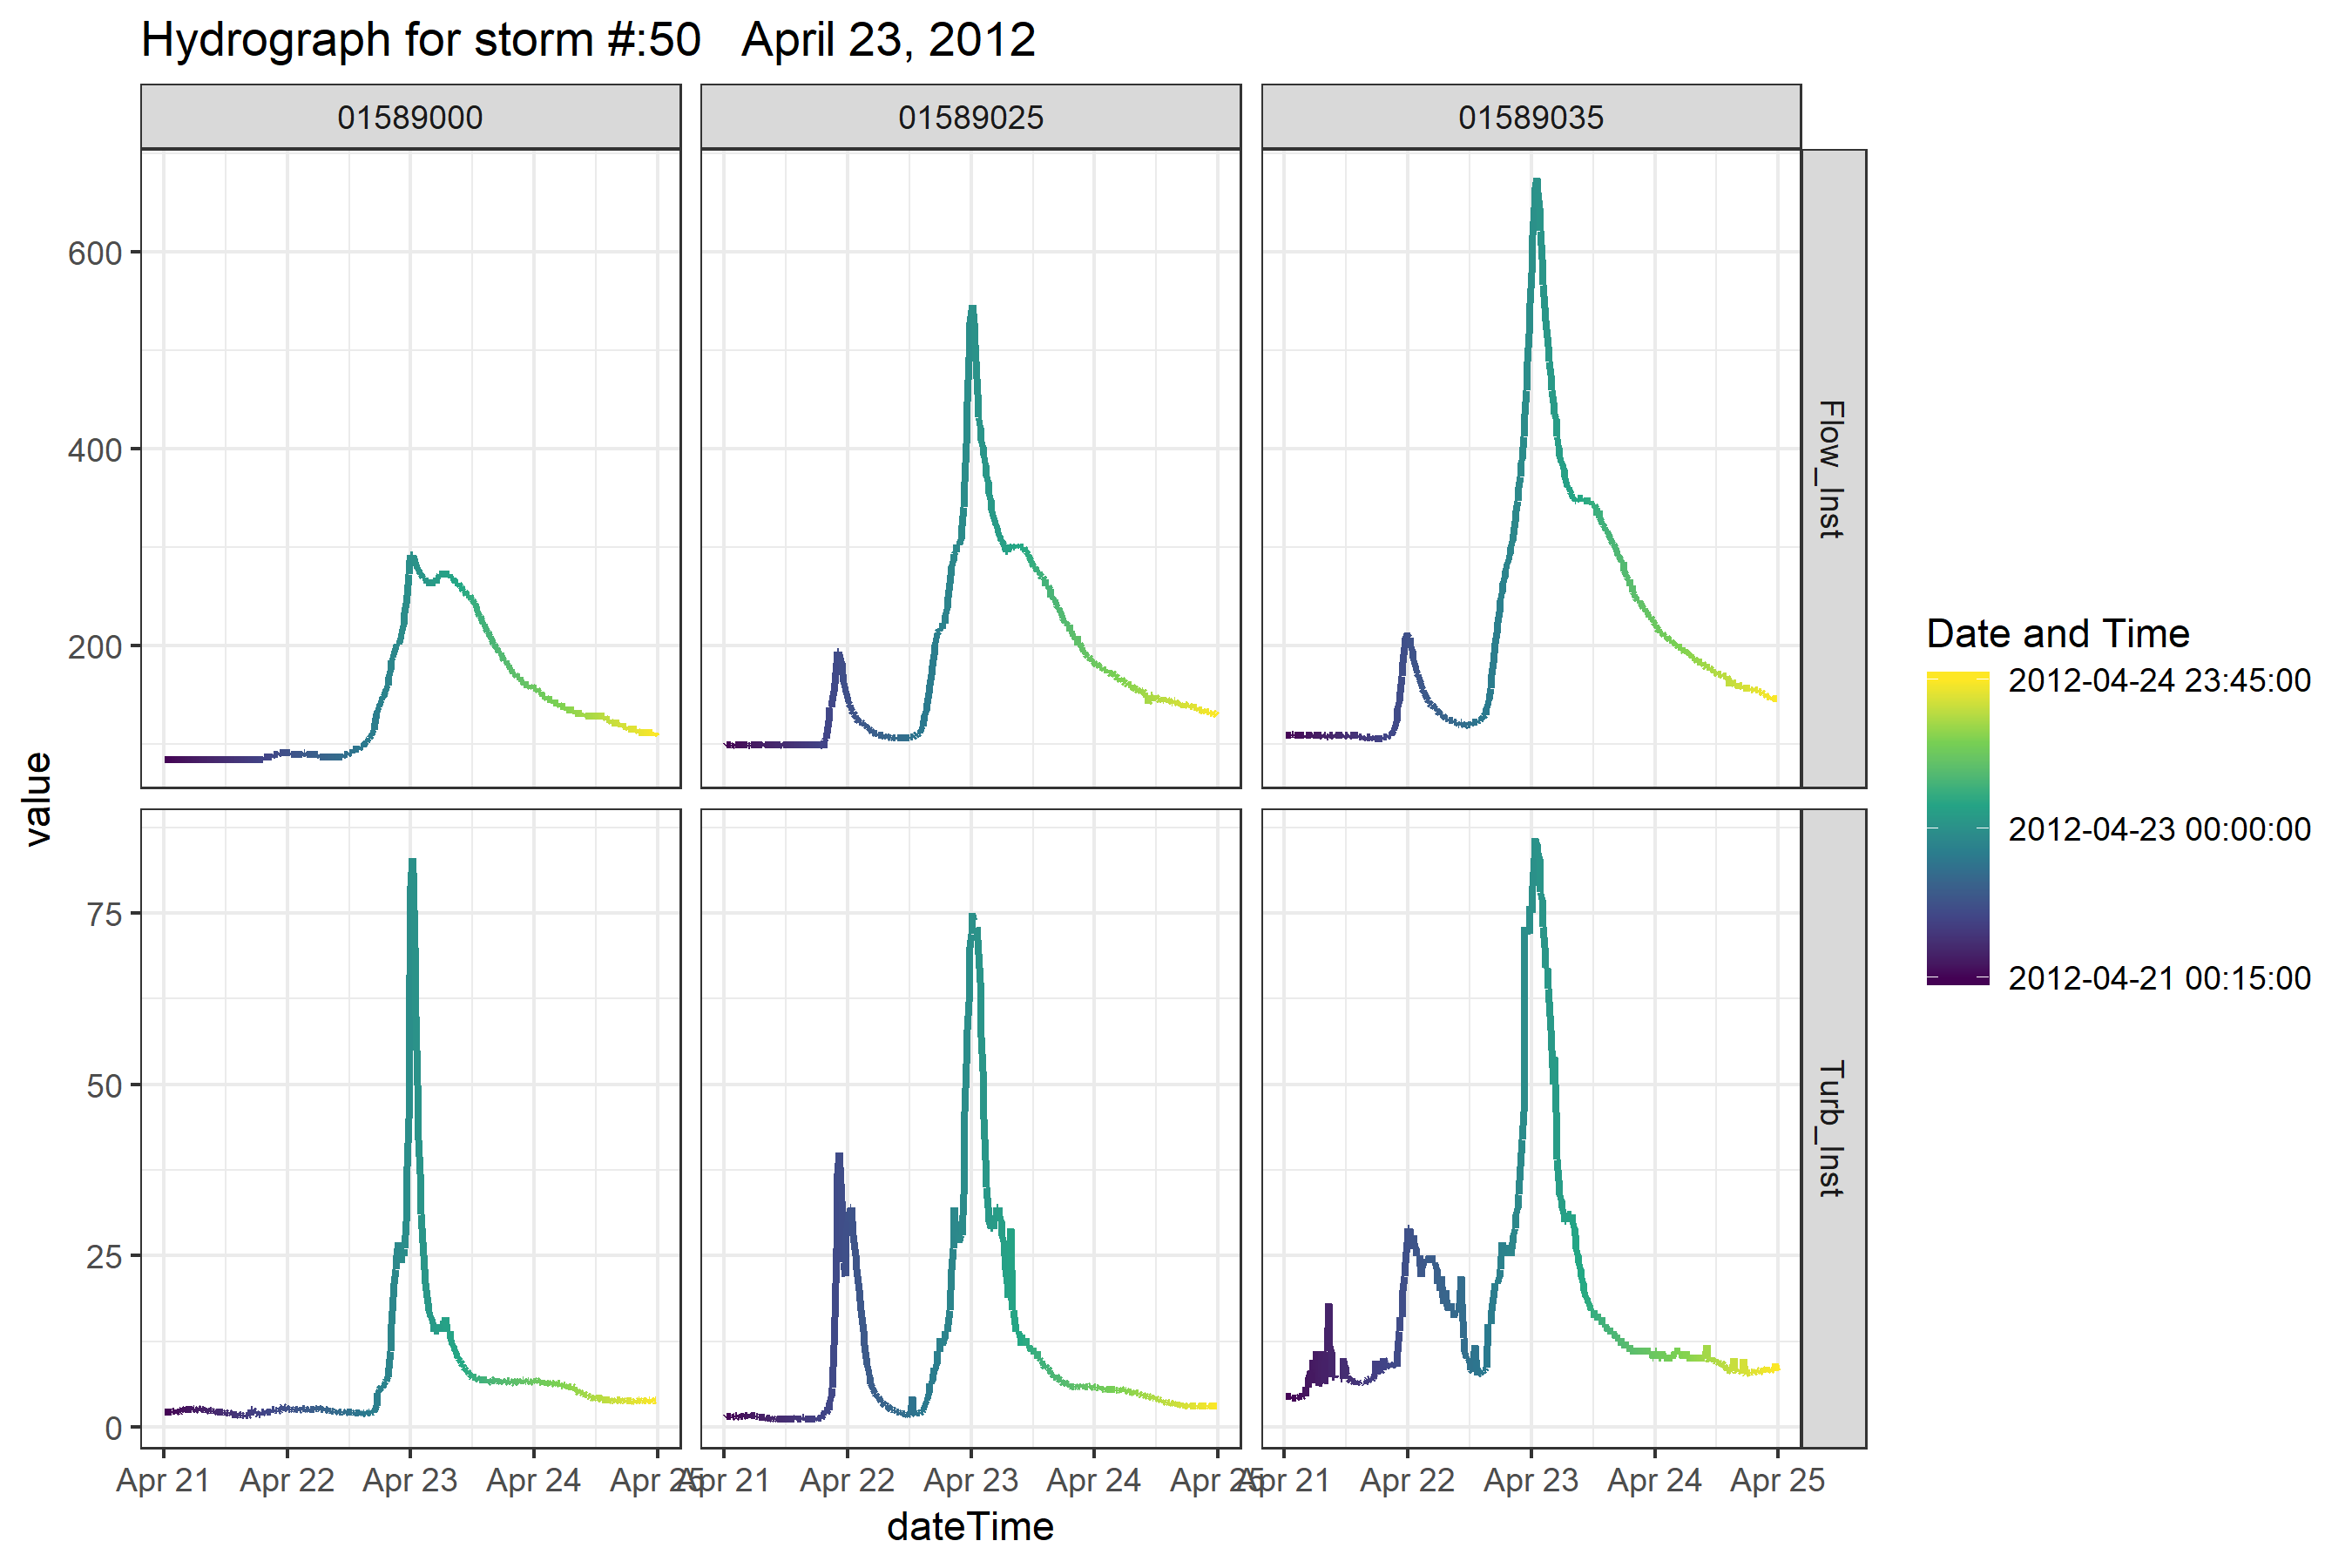 Hydrograph for storm #:50   April 23, 2012
01589000
01589025
01589035
600
400
200
Flow_Inst
75
50
25
0
Turb_Inst
value
Apr 21
Apr 22
Apr 23
Apr 24
Apr 25
Apr 21
Apr 22
Apr 23
Apr 24
Apr 25
Apr 21
Apr 22
Apr 23
Apr 24
Apr 25
dateTime
Date and Time
2012-04-24 23:45:00
2012-04-23 00:00:00
2012-04-21 00:15:00